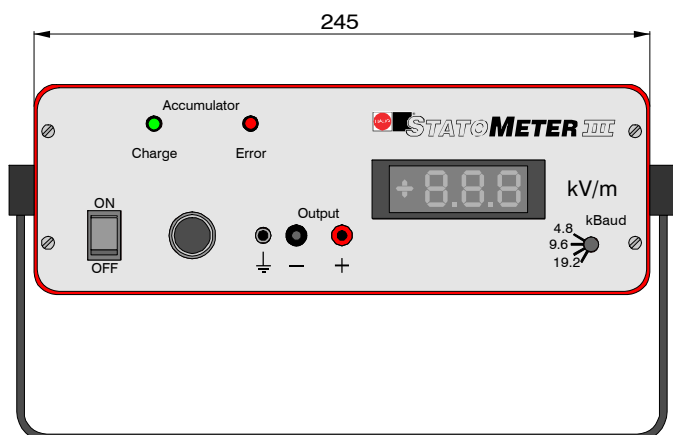 245
Accumulator
Charge Error
STATOMETER III
+8.8.8
kV/m
ON
OFF
Output
− +
kBaud
4.8
9.6
19.2